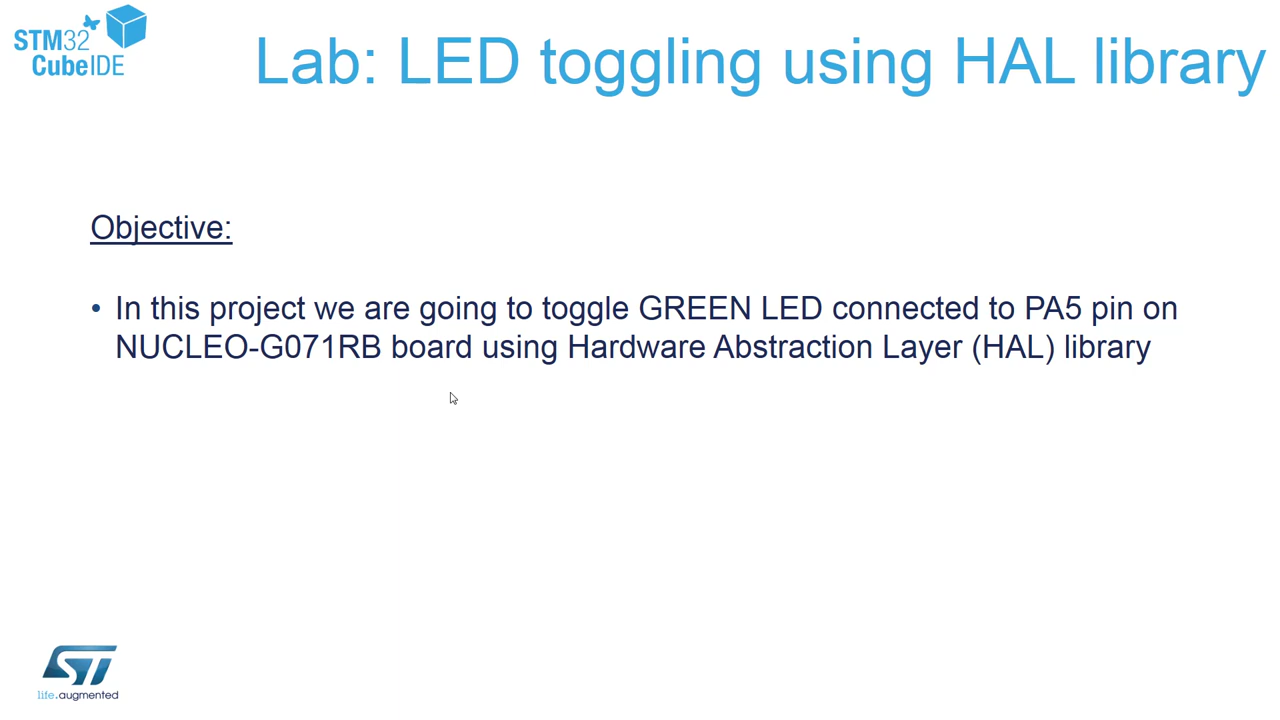 STM32
CubeIDE
Lab: LED toggling using HAL library
Objective:
• In this project we are going to toggle GREEN LED connected to PA5 pin on
NUCLEO-G071RB board using Hardware Abstraction Layer (HAL) library
ST
life.augmented